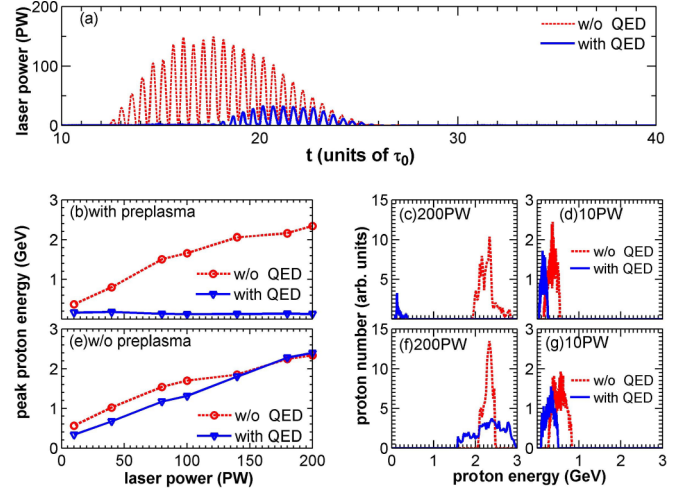 200
150
100
50
0
laser power (PW)
(a)
w/o QED
with QED
10 20 30 40
t (units of τ0)
3
2
1
0
(b)with preplasma
w/o QED
with QED
15
10
5
0
(c)200PW
(d)10PW
w/o QED
with QED
peak proton energy (GeV)
proton number (arb. units)
3
2
1
0
(e)w/o preplasma
w/o QED
with QED
0 50 100 150 200
laser power (PW)
15
10
5
0
(f)200PW
(g)10PW
w/o QED
with QED
0 1 2 3 0 1 2 3
proton energy (GeV)